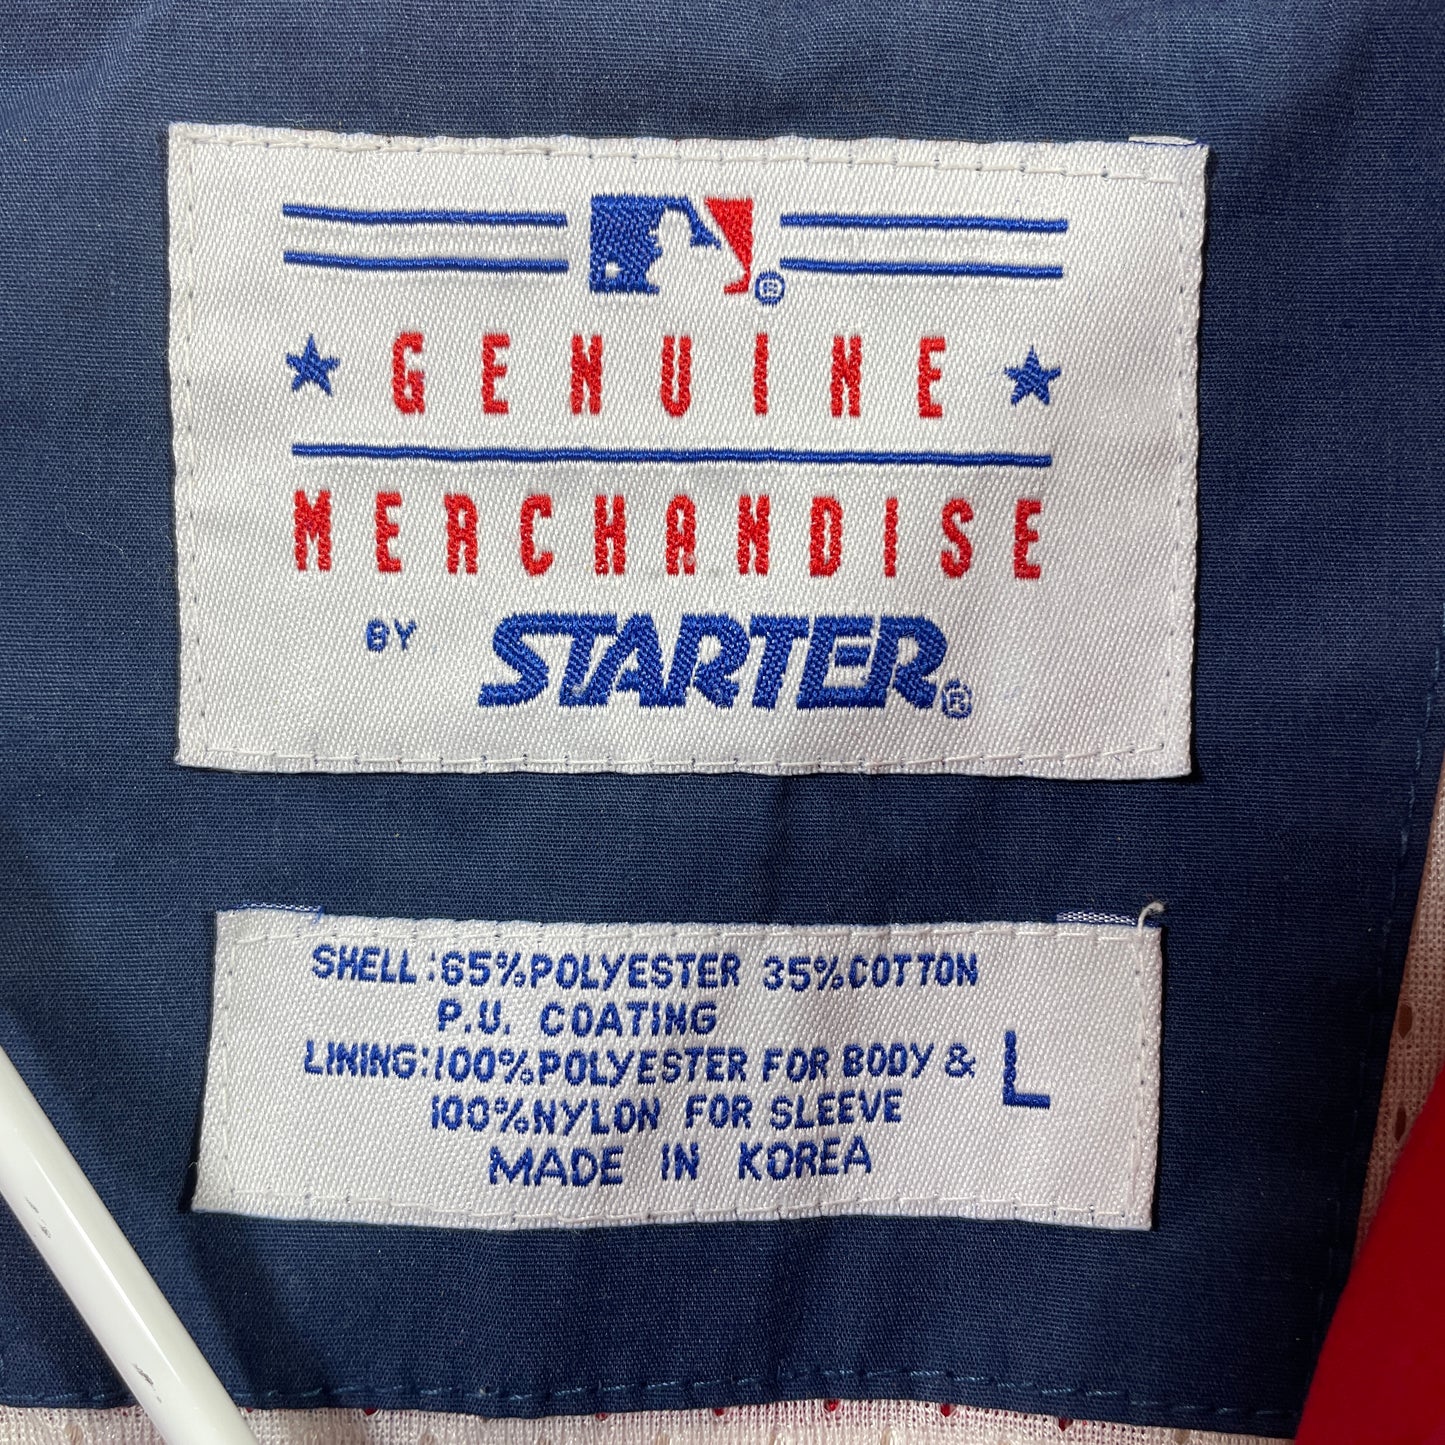 ®
GENUINE
MERCHANDISE
BY STARTER®
SHELL:65%POLYESTER 35%COTTON
P.U. COATING
LINING:100%POLYESTER FOR BODY &
100%NYLON FOR SLEEVE
MADE IN KOREA
L